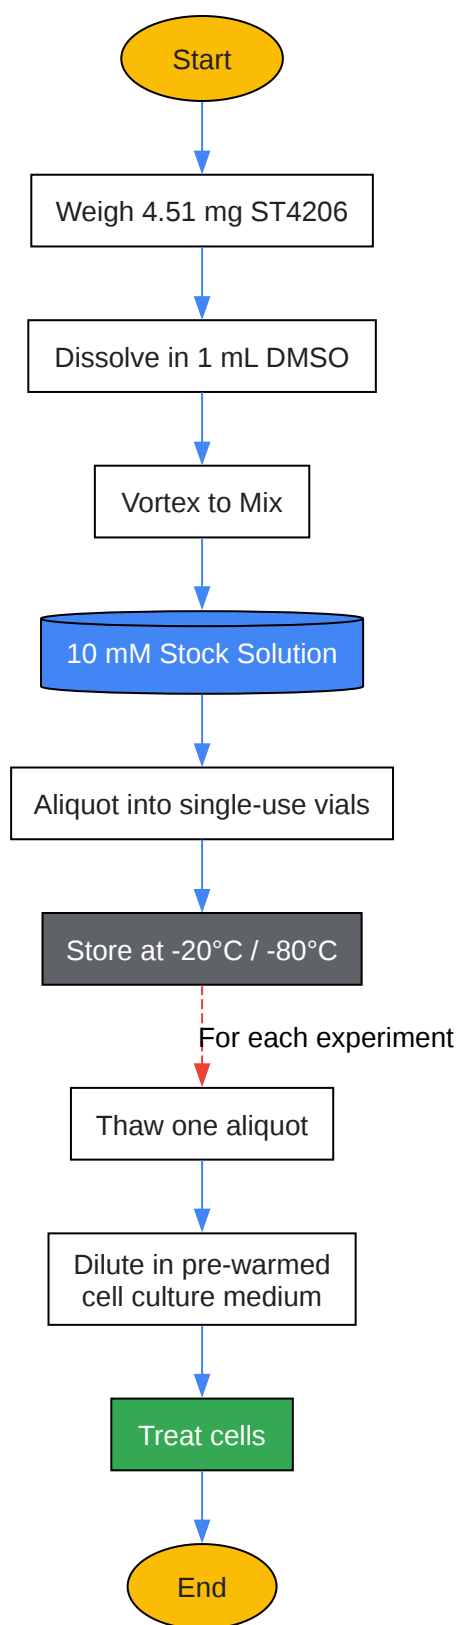 Start
Weigh 4.51 mg ST4206
Dissolve in 1 mL DMSO
Vortex to Mix
10 mM Stock Solution
Aliquot into single-use vials
Store at -20°C / -80°C
For each experiment
Thaw one aliquot
Dilute in pre-warmed
cell culture medium
Treat cells
End